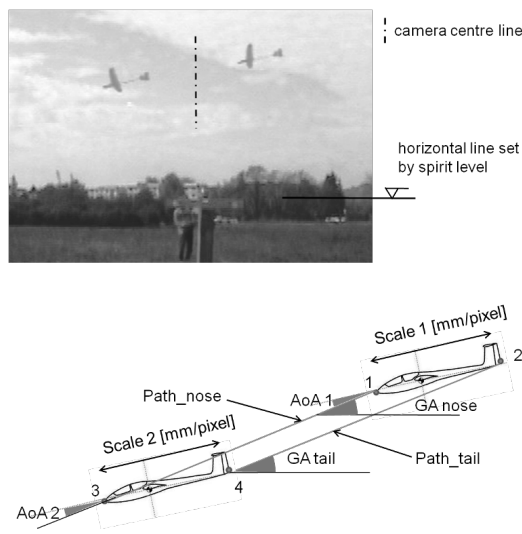 camera centre line
horizontal line set
by spirit level
Scale 1 [mm/pixel]
2
1
AoA 1
Path_nose
GA nose
Scale 2 [mm/pixel]
GA tail
Path_tail
3
4
AoA 2